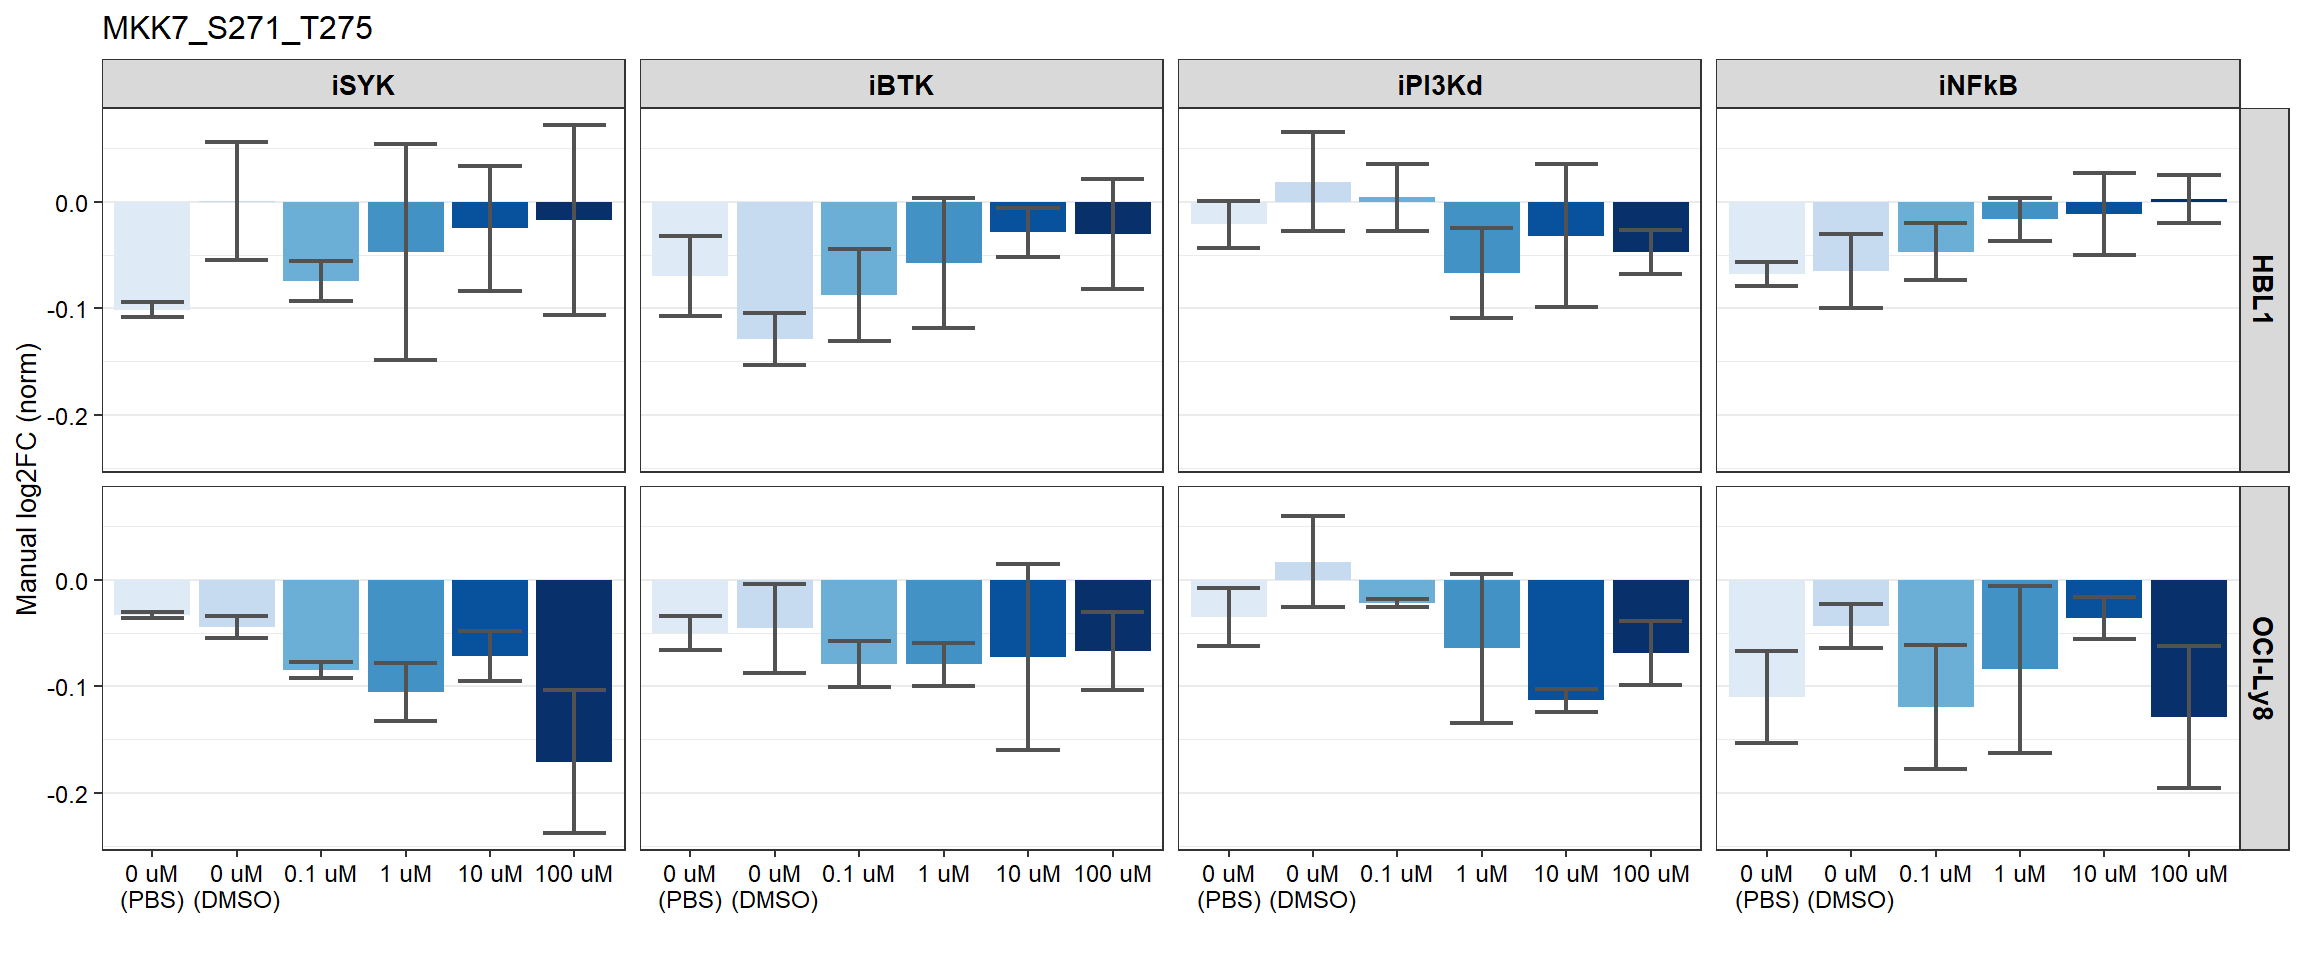 MKK7_S271_T275
iSYK
iBTK
iPI3Kd
iNFkB
Manual log2FC (norm)
0.0
-0.1
-0.2
HBL1
0.0
-0.1
-0.2
OCI-Ly8
0 uM (PBS)
0 uM (DMSO)
0.1 uM
1 uM
10 uM
100 uM
0 uM (PBS)
0 uM (DMSO)
0.1 uM
1 uM
10 uM
100 uM
0 uM (PBS)
0 uM (DMSO)
0.1 uM
1 uM
10 uM
100 uM
0 uM (PBS)
0 uM (DMSO)
0.1 uM
1 uM
10 uM
100 uM